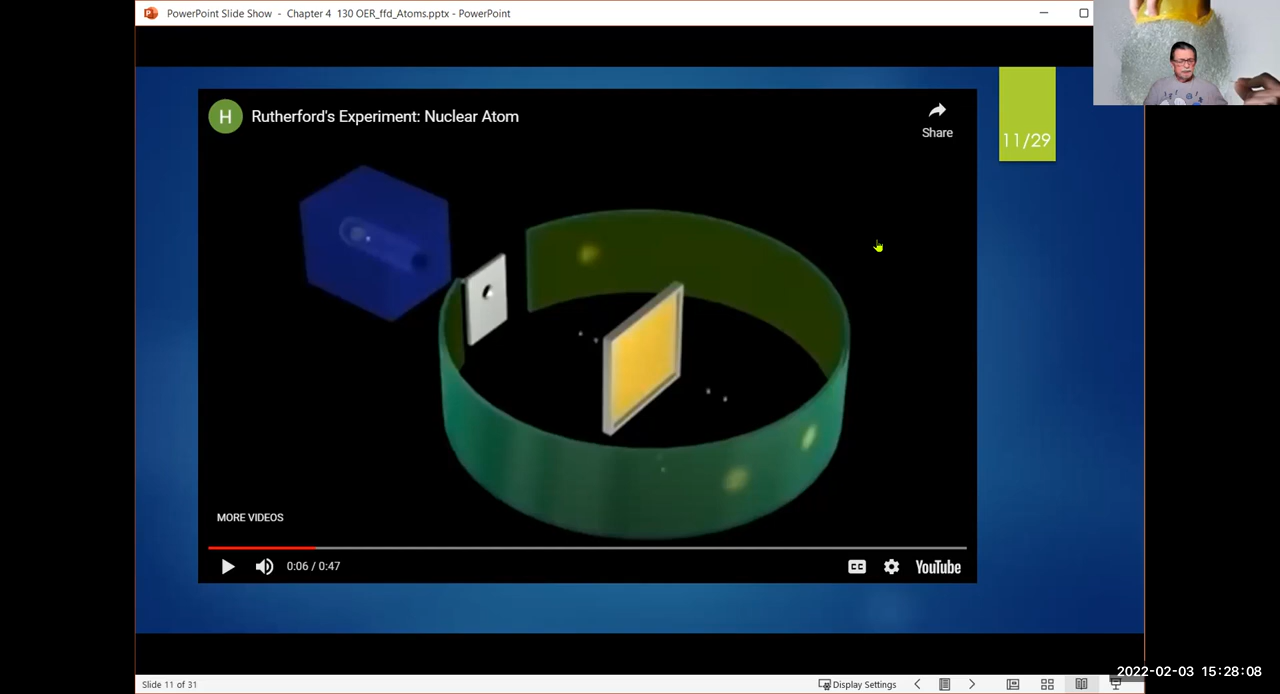 PowerPoint Slide Show - Chapter 4 130 OER_ffd_Atoms.pptx - PowerPoint
H
Rutherford's Experiment: Nuclear Atom
Share
11/29
MORE VIDEOS
0:06 / 0:47
CC
YouTube
2022-02-03 15:28:08
Slide 11 of 31
Display Settings